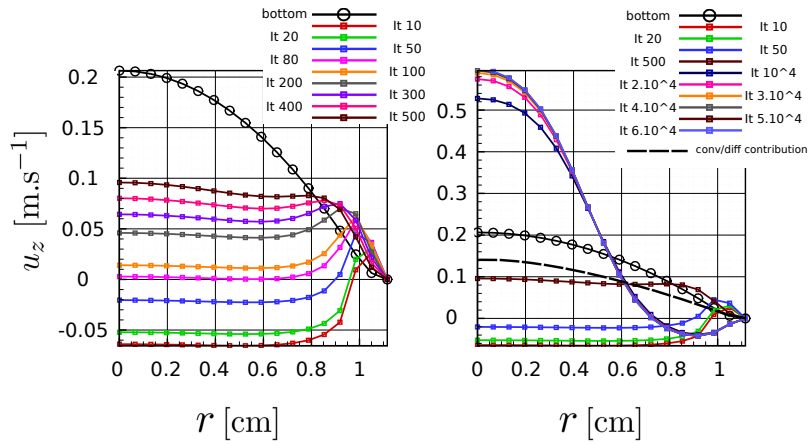 bottom
It 10
It 20
It 50
It 80
It 100
It 200
It 300
It 400
It 500
0.2
0.15
0.1
0.05
0
-0.05
0 0.2 0.4 0.6 0.8 1
u_z [m.s^{-1}]
r [cm]
bottom
It 10
It 20
It 50
It 500
It 10^4
It 2.10^4
It 3.10^4
It 4.10^4
It 5.10^4
It 6.10^4
conv/diff contribution
0.5
0.4
0.3
0.2
0.1
0
0 0.2 0.4 0.6 0.8 1
r [cm]